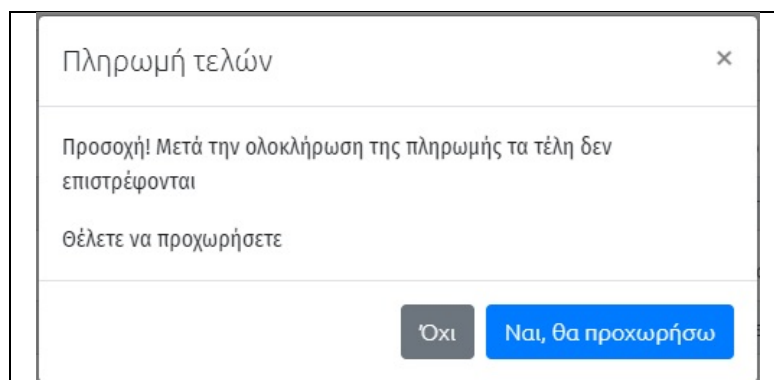 Πληρωμή τελών ×
Προσοχή! Μετά την ολοκλήρωση της πληρωμής τα τέλη δεν
επιστρέφονται
Θέλετε να προχωρήσετε
Όχι Ναι, θα προχωρήσω